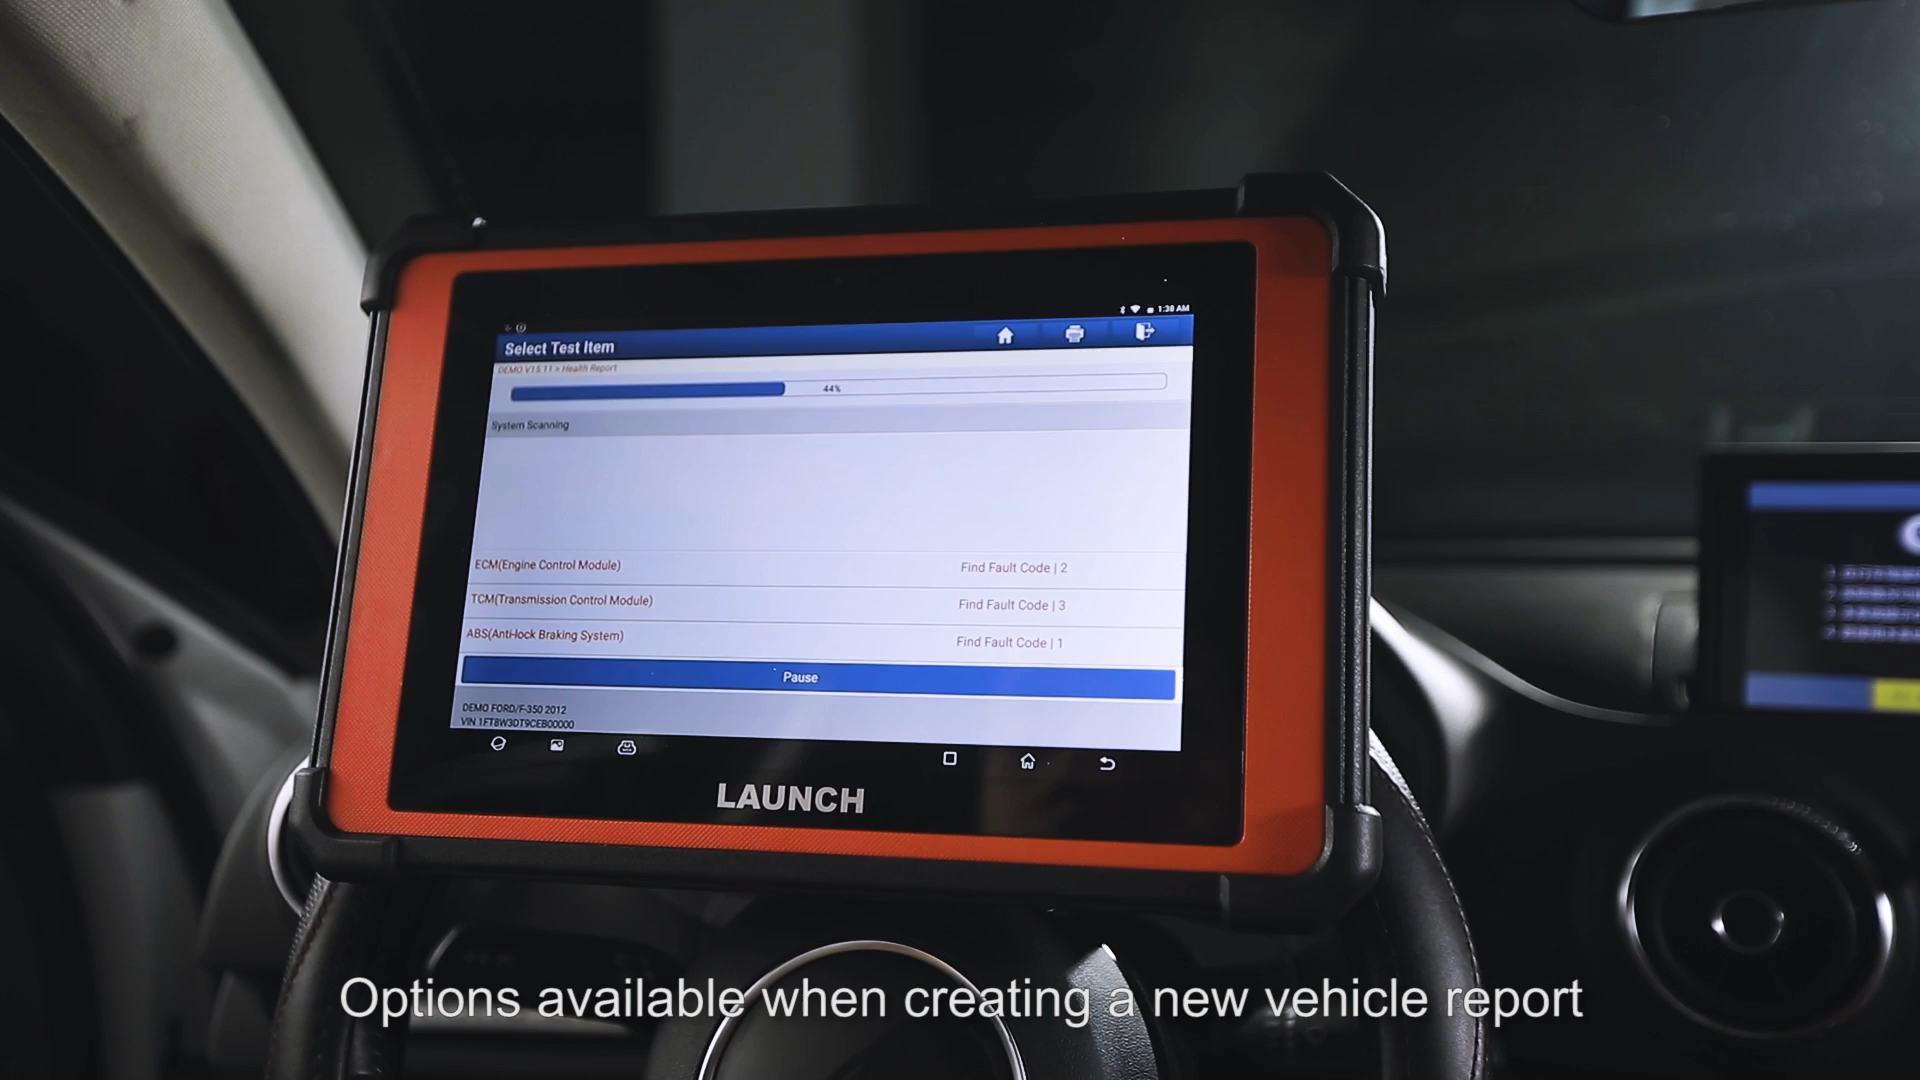 1:38 AM
Select Test Item
DEMO V15.11 > Health Report
44%
System Scanning
ECM(Engine Control Module) Find Fault Code | 2
TCM(Transmission Control Module) Find Fault Code | 3
ABS(Anti-lock Braking System) Find Fault Code | 1
Pause
DEMO FORD/F-350 2012
VIN 1FT8W3DT9CEB00000
LAUNCH
Options available when creating a new vehicle report